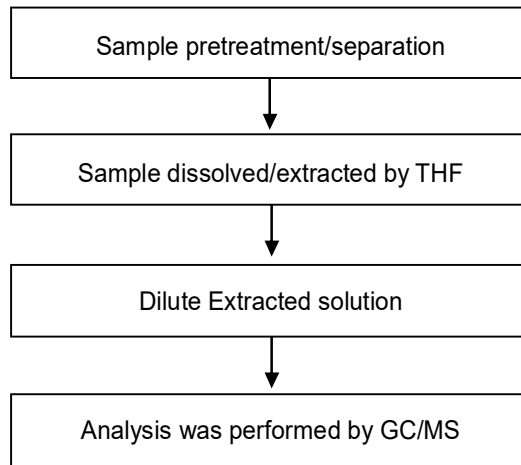 Sample pretreatment/separation
Sample dissolved/extracted by THF
Dilute Extracted solution
Analysis was performed by GC/MS